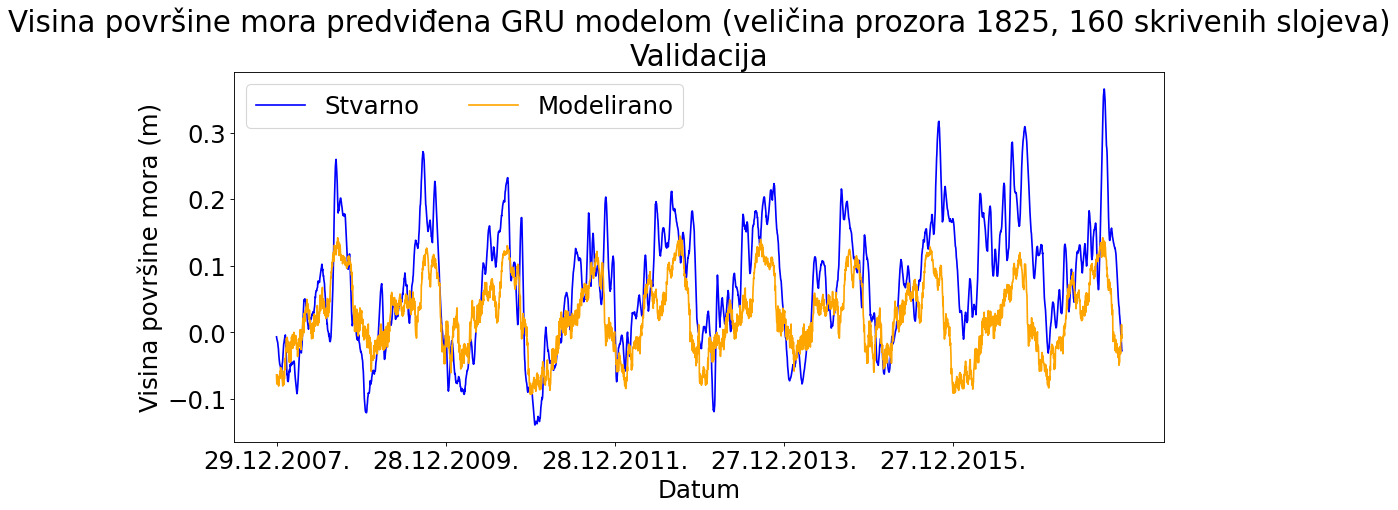 Visina površine mora predviđena GRU modelom (veličina prozora 1825, 160 skrivenih slojeva)
Validacija
Stvarno
Modelirano
Visina površine mora (m)
0.3
0.2
0.1
0.0
−0.1
29.12.2007.
28.12.2009.
28.12.2011.
27.12.2013.
27.12.2015.
Datum